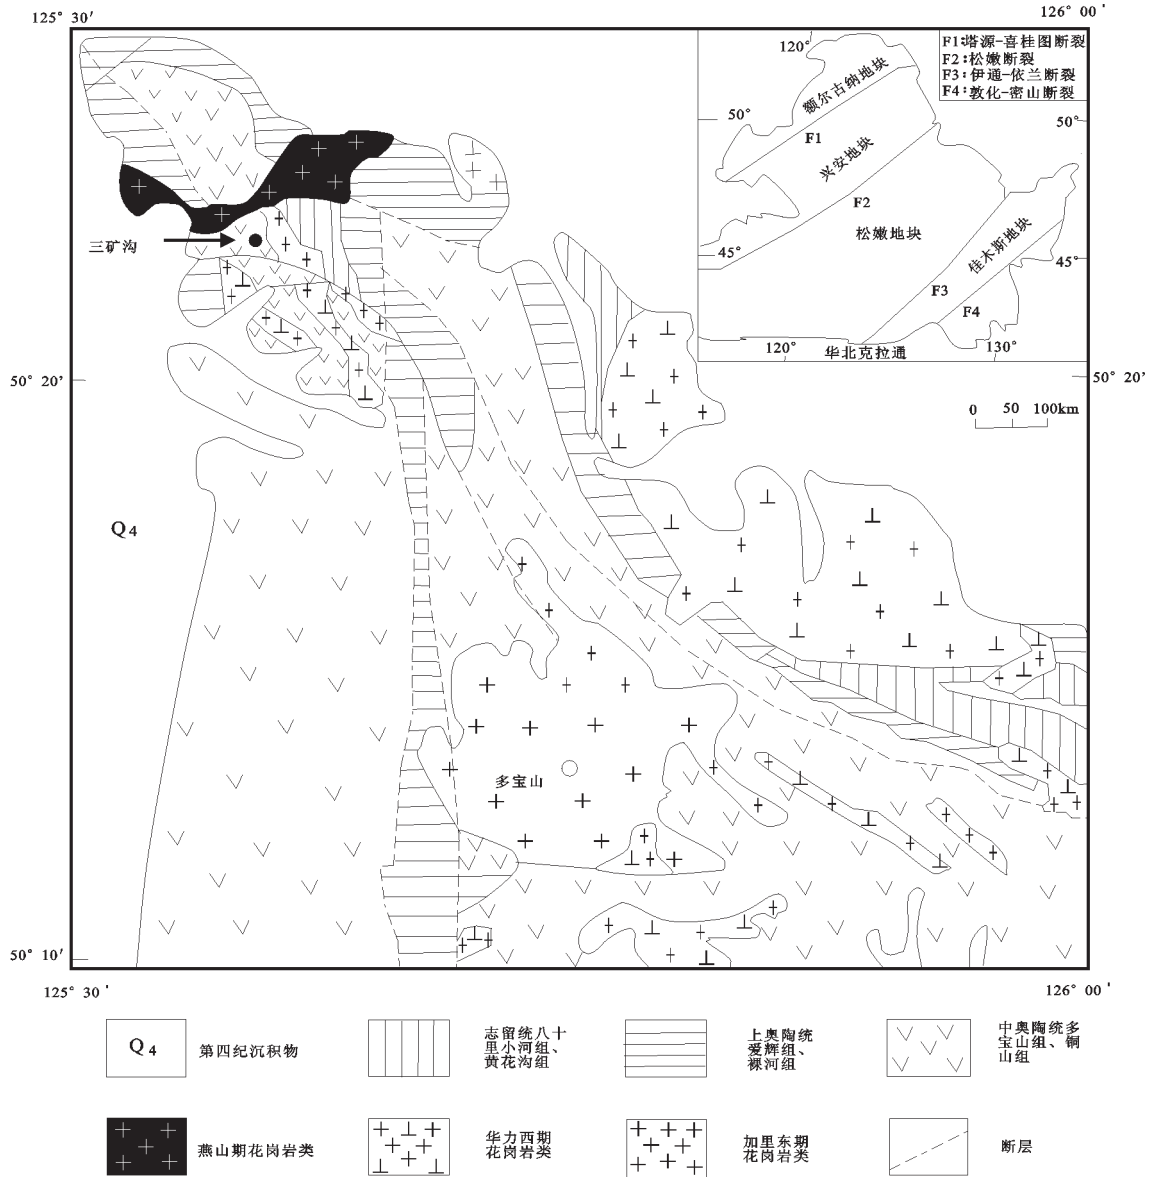 125° 30′
126° 00′
120°
F1:塔源-喜桂图断裂
F2:松嫩断裂
F3:伊通-依兰断裂
F4:敦化-密山断裂
额尔古纳地块
50°
50°
F1
兴安地块
F2
松嫩地块
佳木斯地块
45°
45°
F3
F4
120°
华北克拉通
130°
三矿沟
50° 20′
50° 20′
0 50 100km
Q4
多宝山
50° 10′
125° 30′
126° 00′
Q4
第四纪沉积物
志留统八十
里小河组、
黄花沟组
上奥陶统
爱辉组、
裸河组
中奥陶统多
宝山组、铜
山组
燕山期花岗岩类
华力西期
花岗岩类
加里东期
花岗岩类
断层